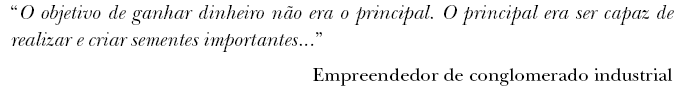 “O objetivo de ganhar dinheiro não era o principal. O principal era ser capaz de
realizar e criar sementes importantes...”
Empreendedor de conglomerado industrial